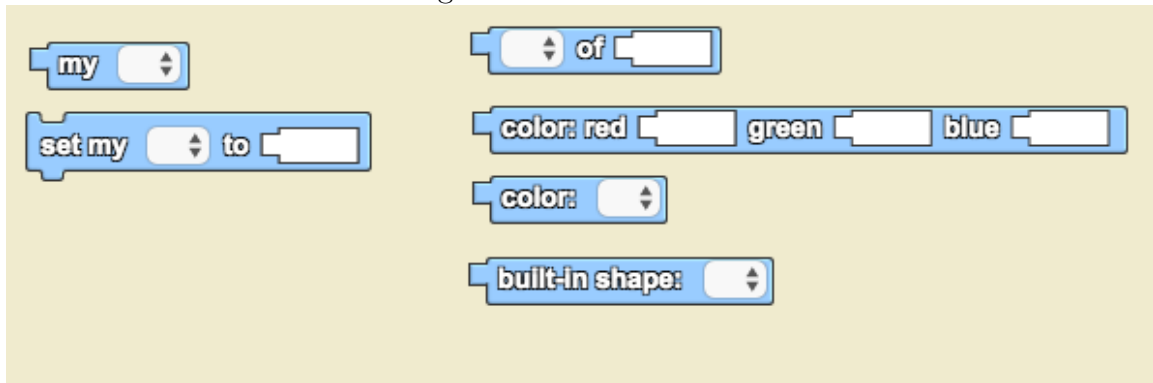 my
set my to
of
color: red green blue
color:
built-in shape: